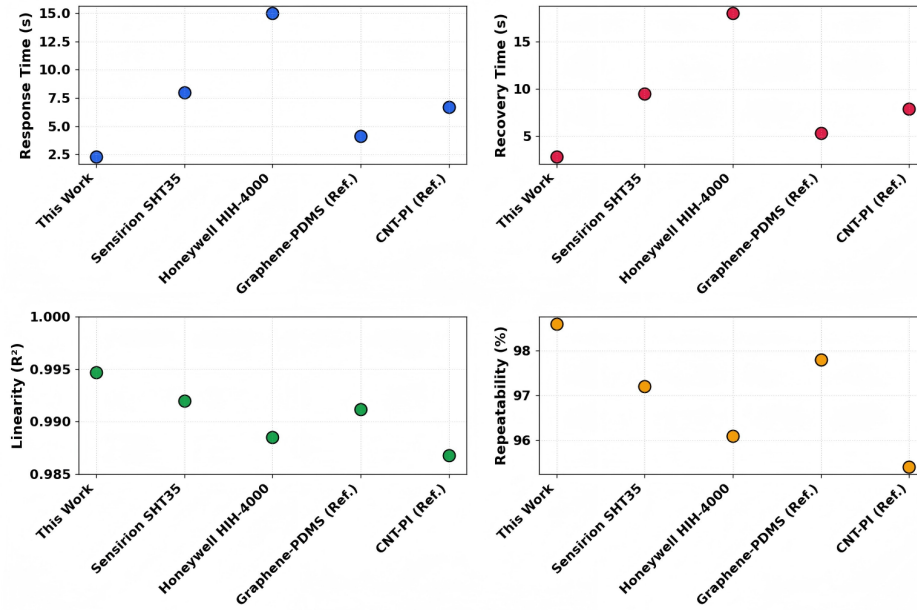 Response Time (s)
15.0
12.5
10.0
7.5
5.0
2.5
This Work
Sensirion SHT35
Honeywell HIH-4000
Graphene-PDMS (Ref.)
CNT-PI (Ref.)
Recovery Time (s)
15
10
5
This Work
Sensirion SHT35
Honeywell HIH-4000
Graphene-PDMS (Ref.)
CNT-PI (Ref.)
Linearity (R²)
1.000
0.995
0.990
0.985
This Work
Sensirion SHT35
Honeywell HIH-4000
Graphene-PDMS (Ref.)
CNT-PI (Ref.)
Repeatability (%)
98
97
96
This Work
Sensirion SHT35
Honeywell HIH-4000
Graphene-PDMS (Ref.)
CNT-PI (Ref.)